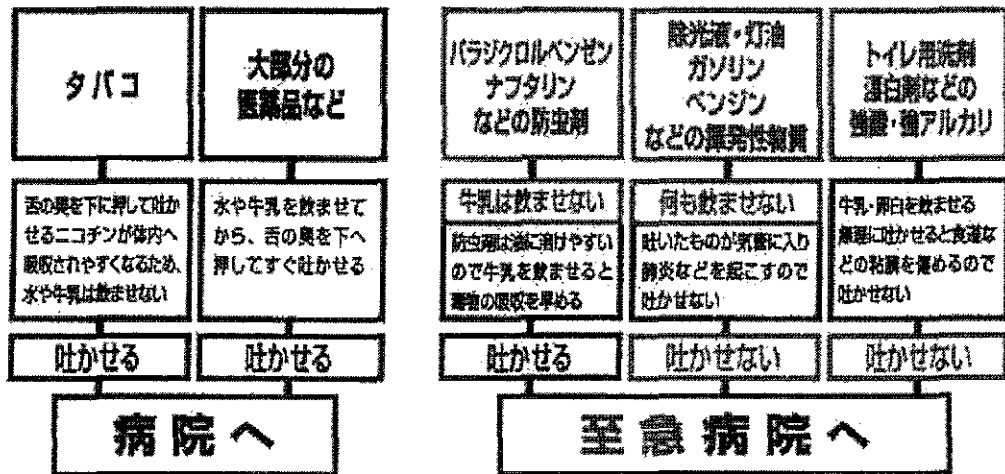 タバコ
舌の奥を下に押して吐か
せるニコチンが体内へ
吸収されやすくなるため、
水や牛乳は飲ませない
吐かせる
大部分の
医薬品など
水や牛乳を飲ませて
から、舌の奥を下へ
押してすぐ吐かせる
吐かせる
病院へ
パラジクロルベンゼン
ナフタリン
などの防虫剤
牛乳は飲ませない
防虫剤は油に溶けやすい
ので牛乳を飲ませると
毒物の吸収を早める
吐かせる
除光液・灯油
ガソリン
ベンジン
などの揮発性物質
何も飲ませない
吐いたものが気管に入り
肺炎などを起こすので
吐かせない
吐かせない
トイレ用洗剤
漂白剤などの
強酸・強アルカリ
牛乳・卵白を飲ませる
無理に吐かせると食道な
どの粘膜を傷めるので
吐かせない
吐かせない
至急病院へ